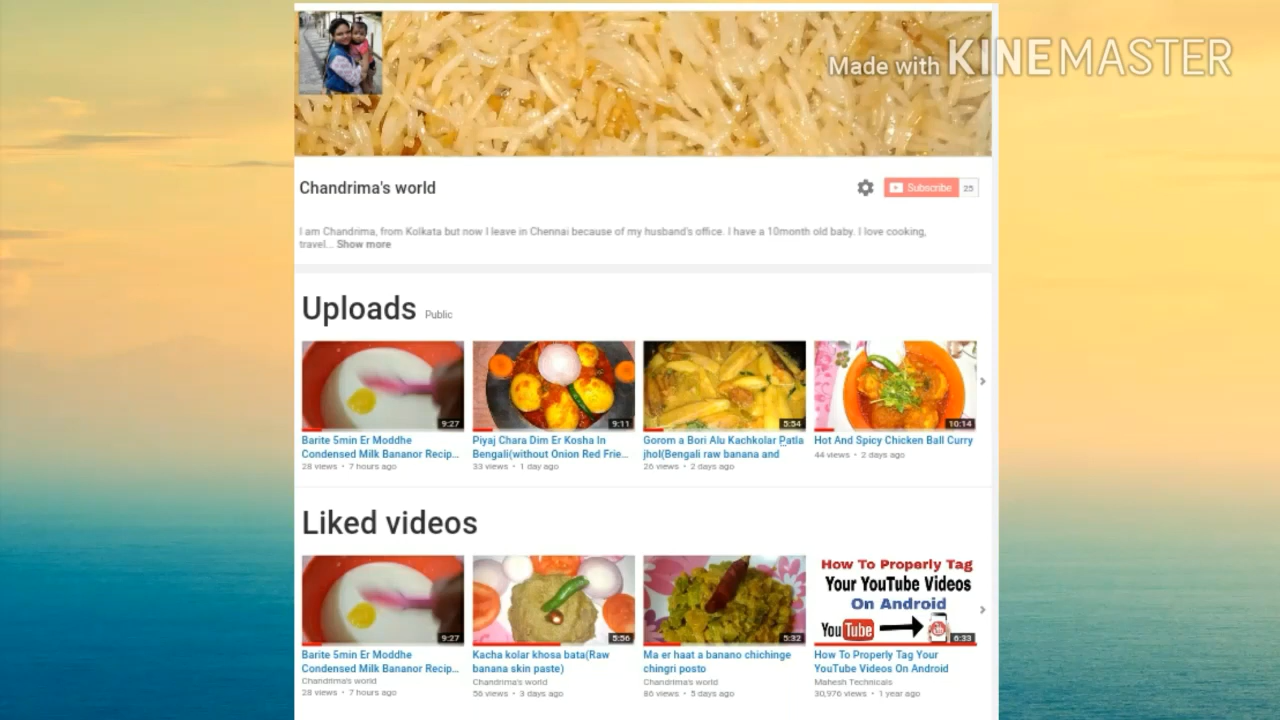 Made with KINEMASTER
Chandrima's world
Subscribe 25
I am Chandrima, from Kolkata but now I leave in Chennai because of my husband's office. I have a 10month old baby. I love cooking,
travel... Show more
Uploads Public
9:27
9:11
5:54
10:14
Barite 5min Er Moddhe
Condensed Milk Bananor Recip...
28 views • 7 hours ago
Piyaj Chara Dim Er Kosha In
Bengali(without Onion Red Frie...
33 views • 1 day ago
Gorom a Bori Alu Kachkolar Patla
jhol(Bengali raw banana and
26 views • 2 days ago
Hot And Spicy Chicken Ball Curry
44 views • 2 days ago
Liked videos
9:27
5:56
5:32
How To Properly Tag
Your YouTube Videos
On Android
YouTube
6:33
Barite 5min Er Moddhe
Condensed Milk Bananor Recip...
Chandrima's world
28 views • 7 hours ago
Kacha kolar khosa bata(Raw
banana skin paste)
Chandrima's world
56 views • 3 days ago
Ma er haat a banano chichinge
chingri posto
Chandrima's world
86 views • 5 days ago
How To Properly Tag Your
YouTube Videos On Android
Mahesh Technicals
30,976 views • 1 year ago